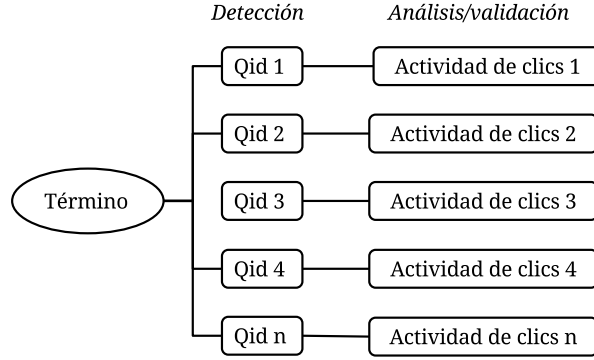 Detección Análisis/validación
Qid 1 Actividad de clics 1
Qid 2 Actividad de clics 2
Término Qid 3 Actividad de clics 3
Qid 4 Actividad de clics 4
Qid n Actividad de clics n